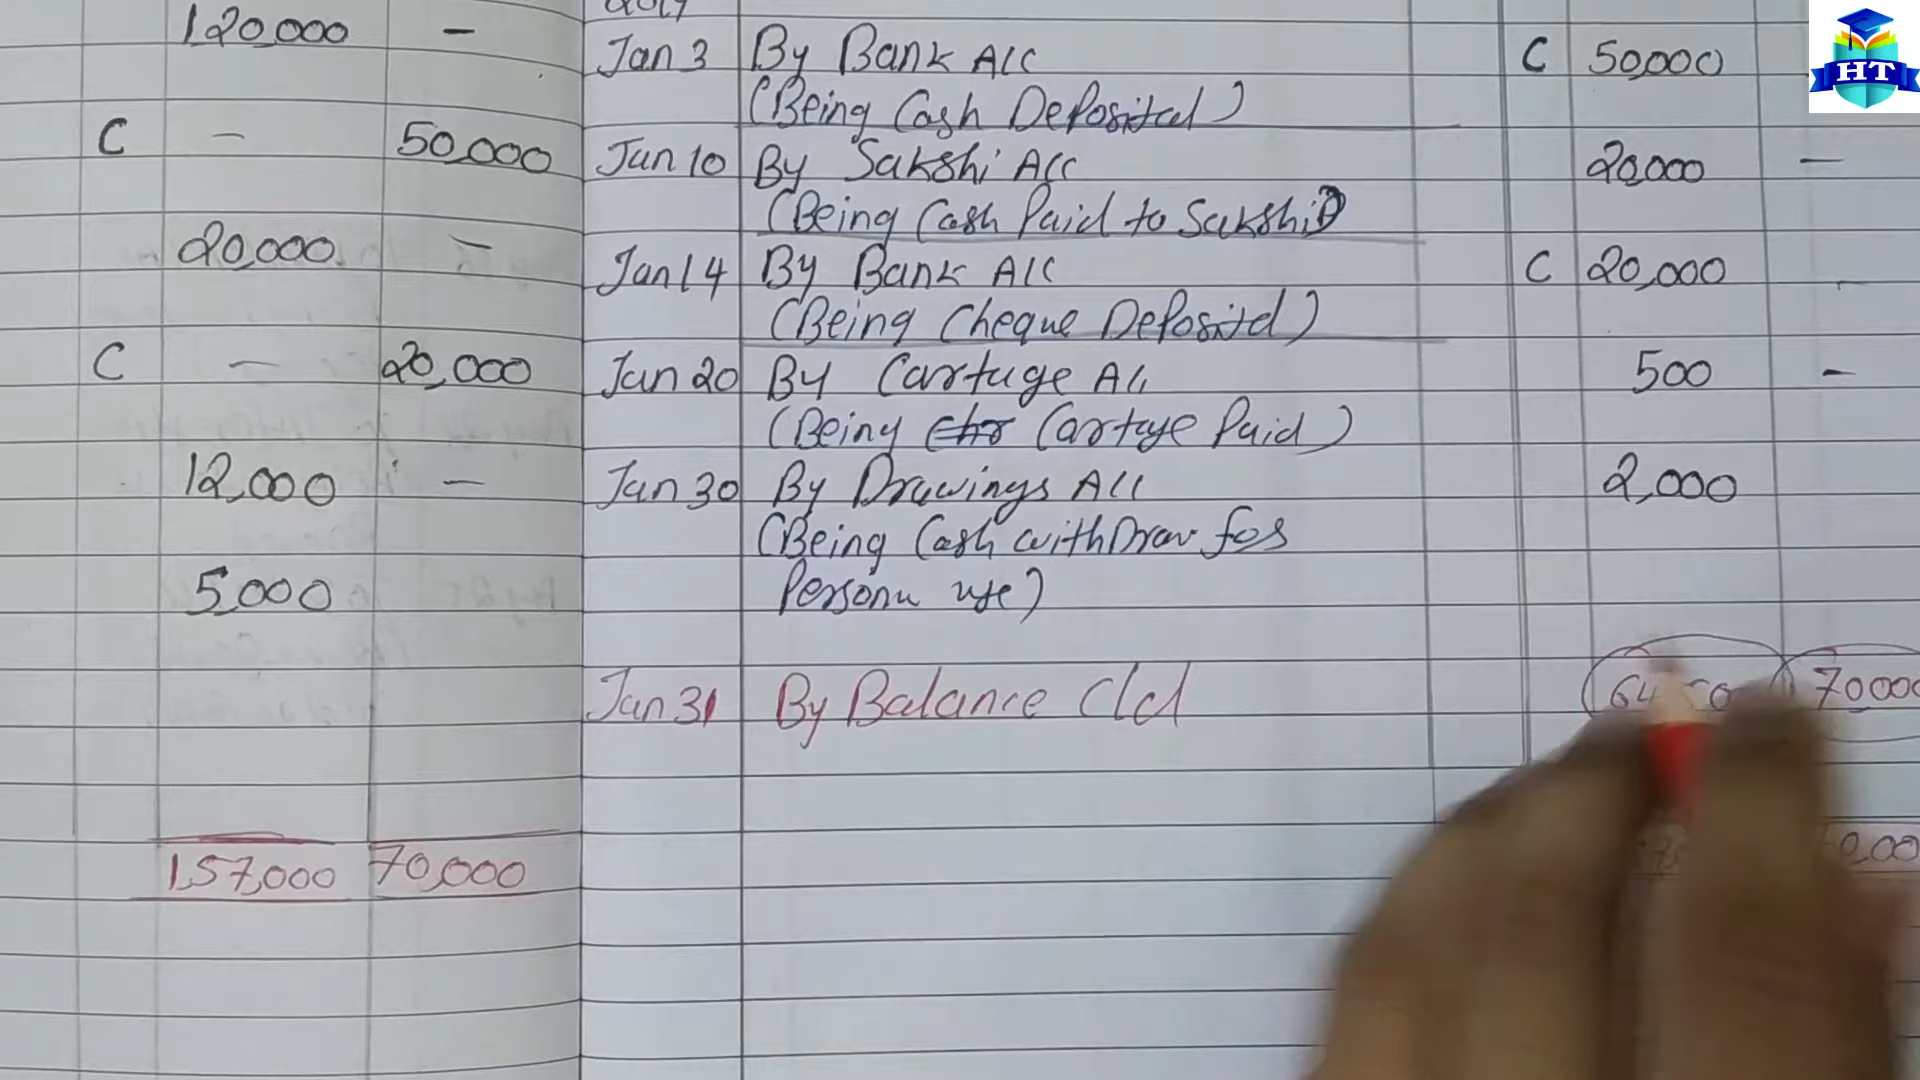 120,000 —
Jan 3 By Bank A/C C 50,000
(Being Cash Deposited)
C — 50,000
Jan 10 By Sakshi A/C 20,000 —
(Being Cash Paid to Sakshi)
20,000 —
Jan 14 By Bank A/C C 20,000 -
(Being Cheque Deposited)
C — 20,000
Jan 20 By Cartage A/c 500 -
(Being Cartage Paid)
12,000 —
Jan 30 By Drawings A/c 2,000
(Being Cash withDraw for
5,000
Person use)
Jan 31 By Balance C/d
157,000 70,000
HT